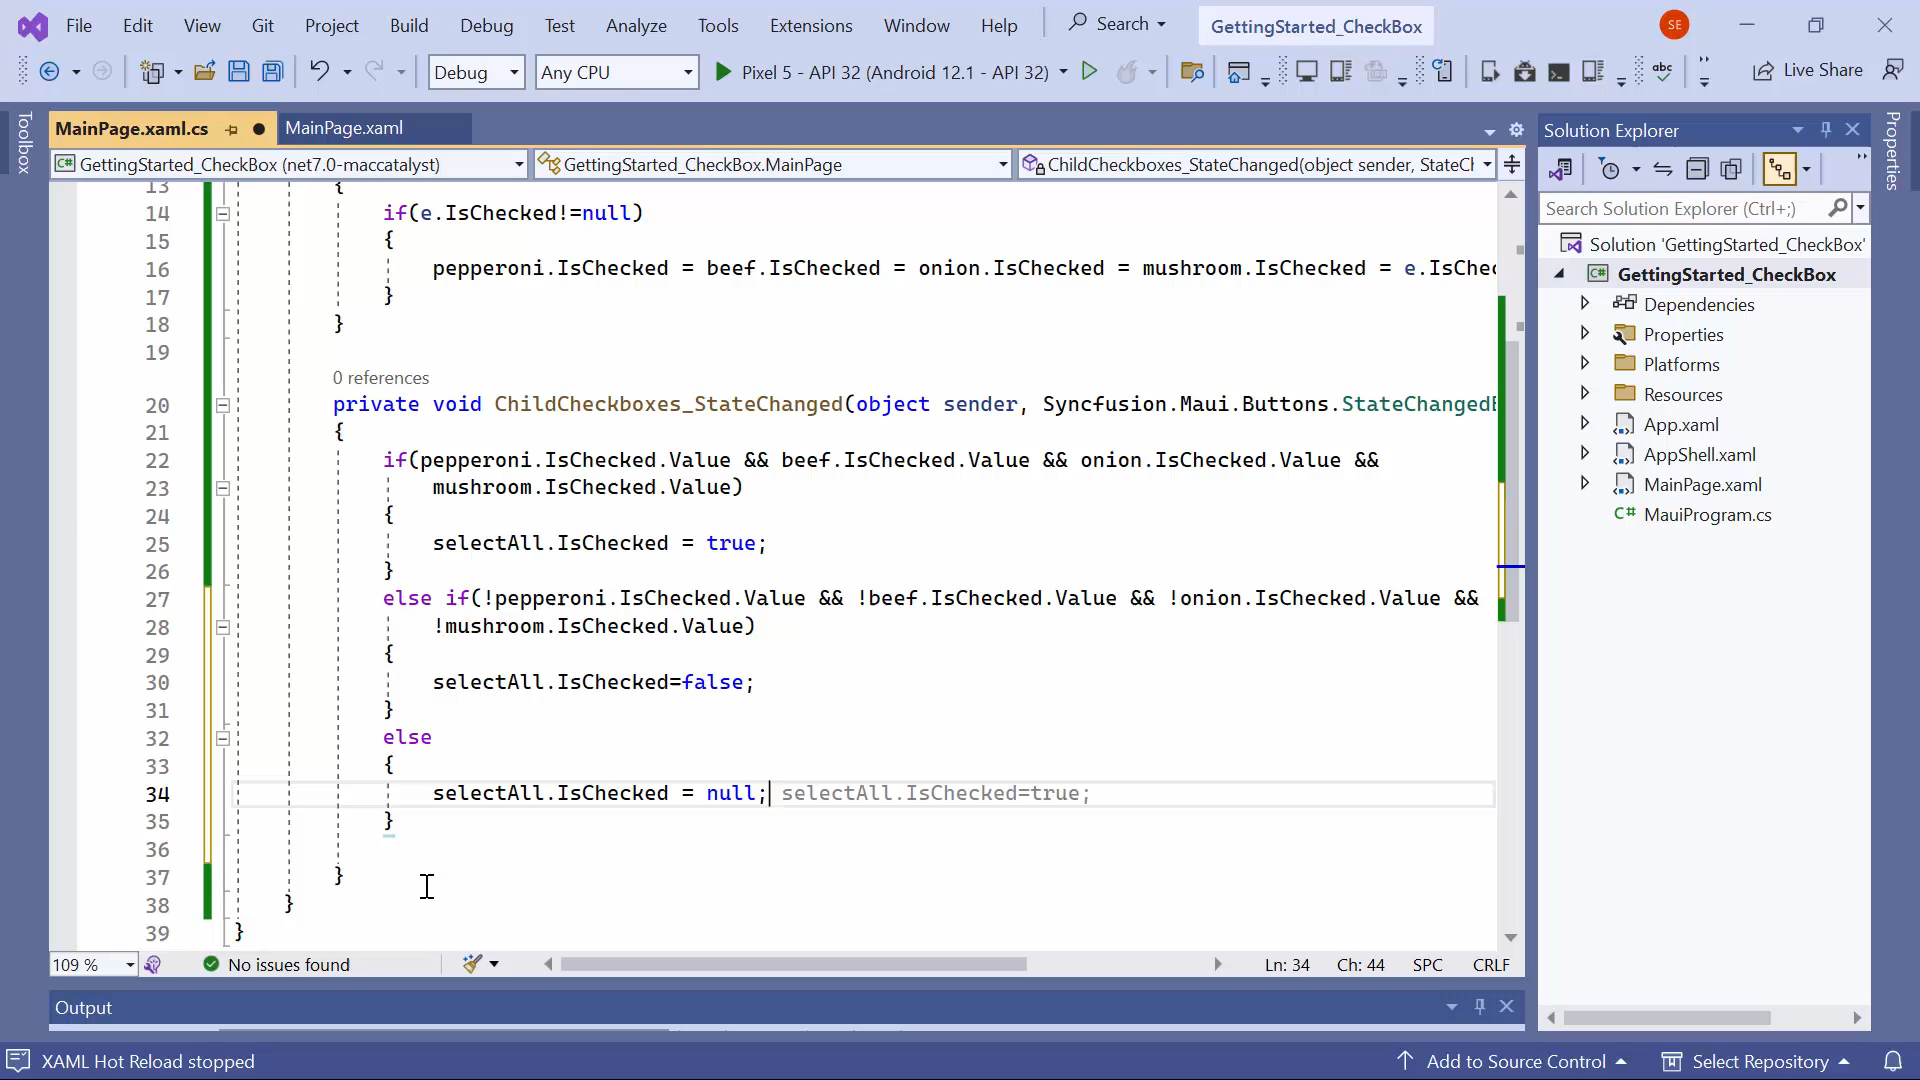 File Edit View Git Project Build Debug Test Analyze Tools Extensions Window Help Search GettingStarted_CheckBox SE
Debug Any CPU Pixel 5 - API 32 (Android 12.1 - API 32) abc Live Share
Toolbox
MainPage.xaml.cs MainPage.xaml
C# GettingStarted_CheckBox (net7.0-maccatalyst) GettingStarted_CheckBox.MainPage ChildCheckboxes_StateChanged(object sender, StateCh
13 {
14 if(e.IsChecked!=null)
15 {
16 pepperoni.IsChecked = beef.IsChecked = onion.IsChecked = mushroom.IsChecked = e.IsChec
17 }
18 }
19
0 references
20 private void ChildCheckboxes_StateChanged(object sender, Syncfusion.Maui.Buttons.StateChangedE
21 {
22 if(pepperoni.IsChecked.Value && beef.IsChecked.Value && onion.IsChecked.Value &&
23 mushroom.IsChecked.Value)
24 {
25 selectAll.IsChecked = true;
26 }
27 else if(!pepperoni.IsChecked.Value && !beef.IsChecked.Value && !onion.IsChecked.Value &&
28 !mushroom.IsChecked.Value)
29 {
30 selectAll.IsChecked=false;
31 }
32 else
33 {
34 selectAll.IsChecked = null; selectAll.IsChecked=true;
35 }
36
37 }
38 }
39 }
109 % No issues found Ln: 34 Ch: 44 SPC CRLF
Output
Solution Explorer
Search Solution Explorer (Ctrl+;)
Solution 'GettingStarted_CheckBox'
C# GettingStarted_CheckBox
Dependencies
Properties
Platforms
Resources
App.xaml
AppShell.xaml
MainPage.xaml
C# MauiProgram.cs
Properties
XAML Hot Reload stopped Add to Source Control Select Repository